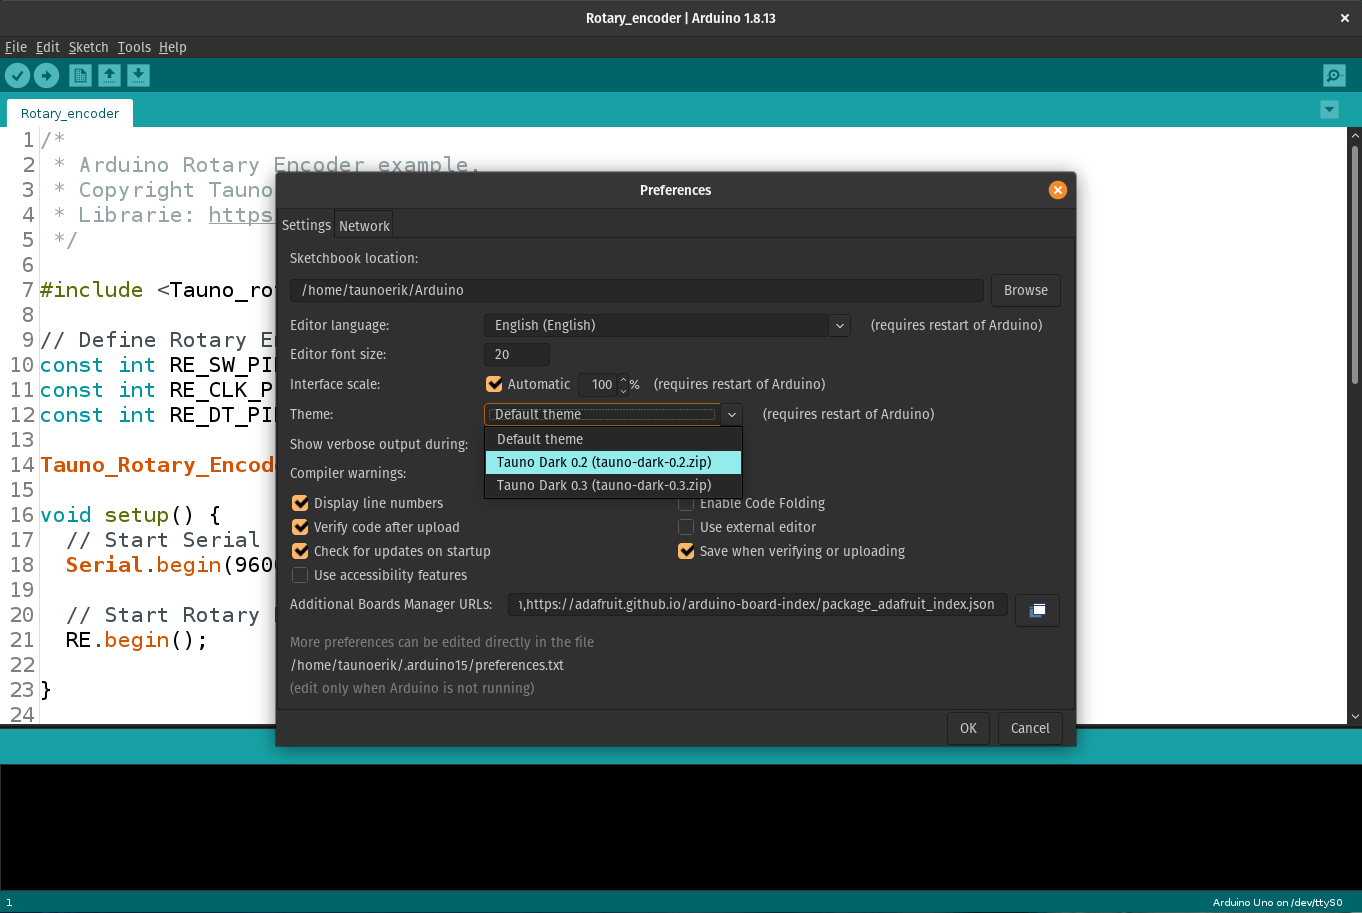 Rotary_encoder | Arduino 1.8.13
File Edit Sketch Tools Help
Rotary_encoder
1 /*
2 * Arduino Rotary Encoder example.
3 * Copyright Tauno
4 * Librarie: https
5 */
6
7 #include <Tauno_rot
8
9 // Define Rotary E
10 const int RE_SW_PI
11 const int RE_CLK_P
12 const int RE_DT_PI
13
14 Tauno_Rotary_Encod
15
16 void setup() {
17 // Start Serial
18 Serial.begin(960
19
20 // Start Rotary
21 RE.begin();
22
23 }
24
Preferences
Settings Network
Sketchbook location:
/home/taunoerik/Arduino Browse
Editor language: English (English) (requires restart of Arduino)
Editor font size: 20
Interface scale: Automatic 100 % (requires restart of Arduino)
Theme: Default theme (requires restart of Arduino)
Default theme
Show verbose output during:
Tauno Dark 0.2 (tauno-dark-0.2.zip)
Compiler warnings:
Tauno Dark 0.3 (tauno-dark-0.3.zip)
Display line numbers Enable Code Folding
Verify code after upload Use external editor
Check for updates on startup Save when verifying or uploading
Use accessibility features
Additional Boards Manager URLs: ,https://adafruit.github.io/arduino-board-index/package_adafruit_index.json
More preferences can be edited directly in the file
/home/taunoerik/.arduino15/preferences.txt
(edit only when Arduino is not running)
OK Cancel
1 Arduino Uno on /dev/ttyS0